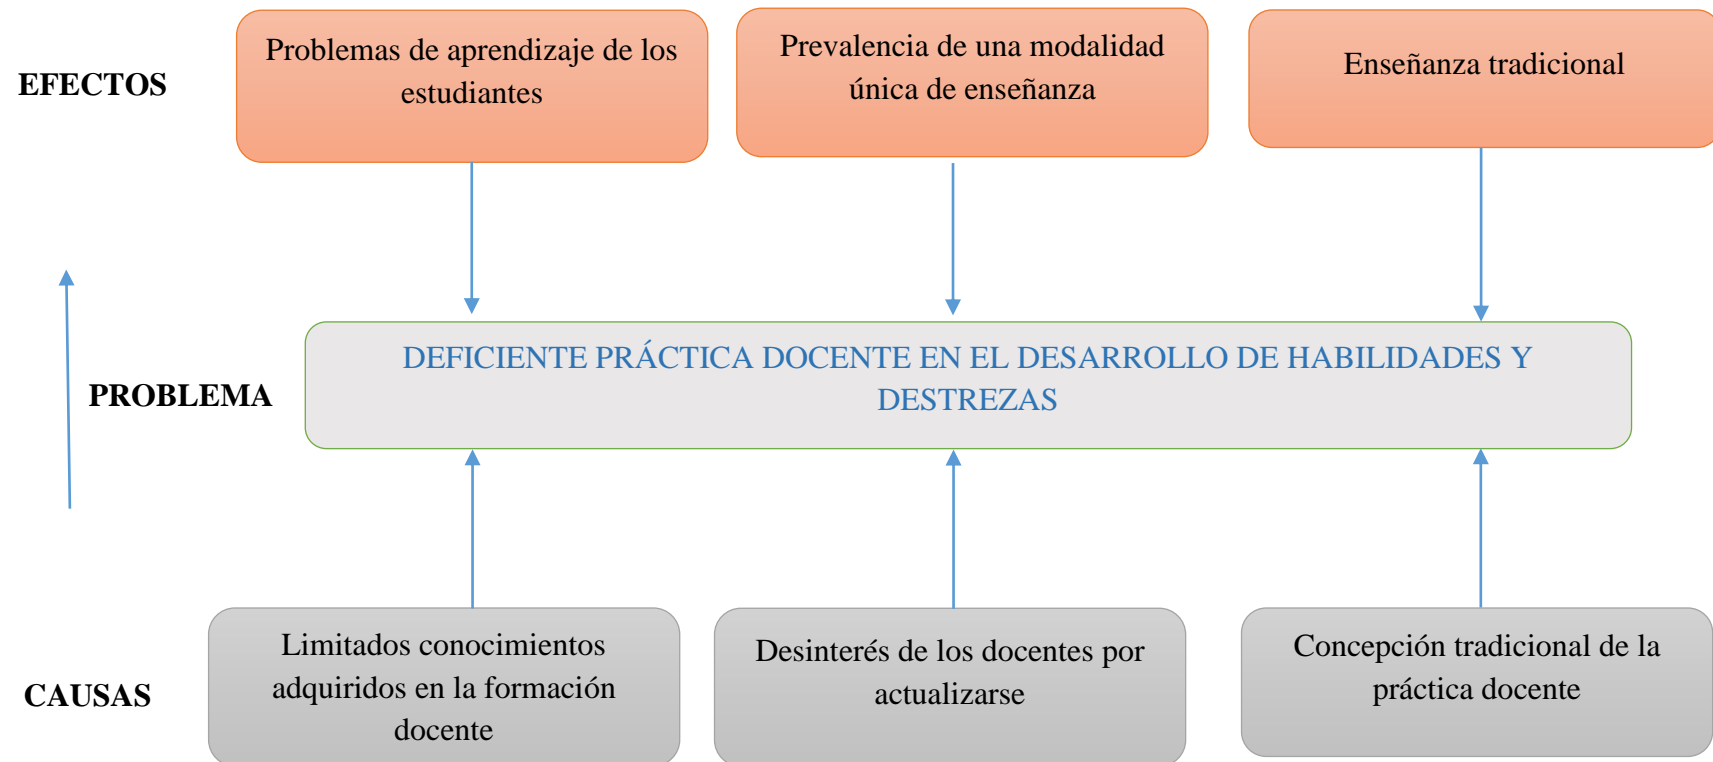 EFECTOS
Problemas de aprendizaje de los
estudiantes
Prevalencia de una modalidad
única de enseñanza
Enseñanza tradicional
PROBLEMA
DEFICIENTE PRÁCTICA DOCENTE EN EL DESARROLLO DE HABILIDADES Y
DESTREZAS
CAUSAS
Limitados conocimientos
adquiridos en la formación
docente
Desinterés de los docentes por
actualizarse
Concepción tradicional de la
práctica docente